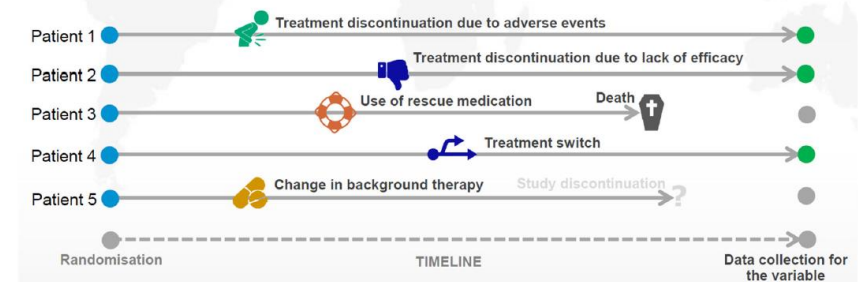 Treatment discontinuation due to adverse events
Patient 1
Treatment discontinuation due to lack of efficacy
Patient 2
Use of rescue medication
Death
Patient 3
Treatment switch
Patient 4
Change in background therapy
Study discontinuation
?
Patient 5
Randomisation
TIMELINE
Data collection for
the variable